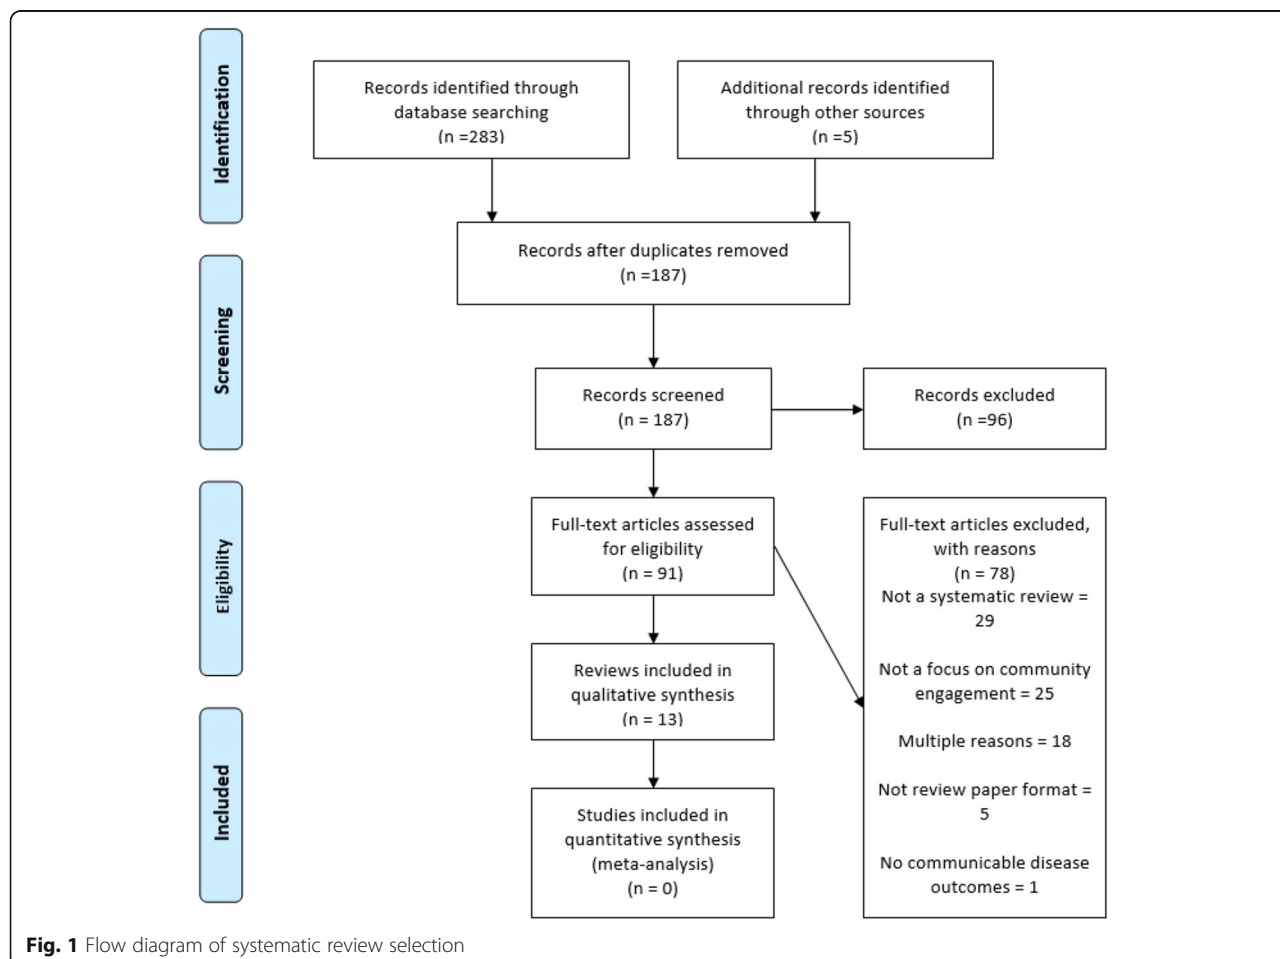 Identification
Records identified through
database searching
(n =283)
Additional records identified
through other sources
(n =5)
Records after duplicates removed
(n =187)
Screening
Records screened
(n = 187)
Records excluded
(n =96)
Eligibility
Full-text articles assessed
for eligibility
(n = 91)
Full-text articles excluded,
with reasons
(n = 78)
Not a systematic review =
29
Not a focus on community
engagement = 25
Multiple reasons = 18
Not review paper format =
5
No communicable disease
outcomes = 1
Reviews included in
qualitative synthesis
(n = 13)
Included
Studies included in
quantitative synthesis
(meta-analysis)
(n = 0)
Fig. 1 Flow diagram of systematic review selection